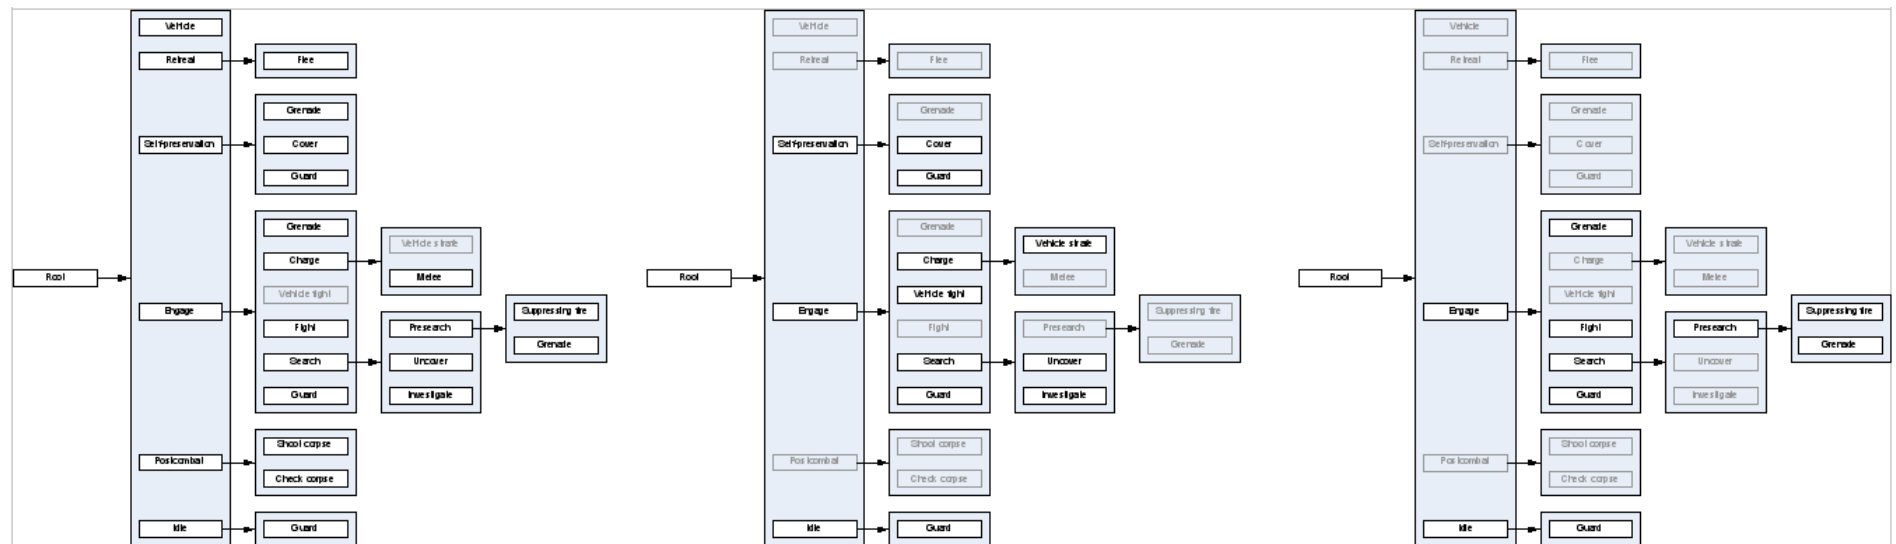 Vehicle
Retreat
Flee
Grenade
Self-preservation
Cover
Guard
Grenade
Vehicle strafe
Charge
Melee
Root
Vehicle fight
Engage
Suppressing fire
Fight
Presearch
Grenade
Search
Uncover
Guard
Investigate
Shoot corpse
Postcombat
Check corpse
Idle
Guard
Vehicle
Retreat
Flee
Grenade
Self-preservation
Cover
Guard
Grenade
Vehicle strafe
Charge
Melee
Root
Vehicle fight
Engage
Suppressing fire
Fight
Presearch
Grenade
Search
Uncover
Guard
Investigate
Shoot corpse
Postcombat
Check corpse
Idle
Guard
Vehicle
Retreat
Flee
Grenade
Self-preservation
Cover
Guard
Grenade
Vehicle strafe
Charge
Melee
Root
Vehicle fight
Engage
Suppressing fire
Fight
Presearch
Grenade
Search
Uncover
Guard
Investigate
Shoot corpse
Postcombat
Check corpse
Idle
Guard